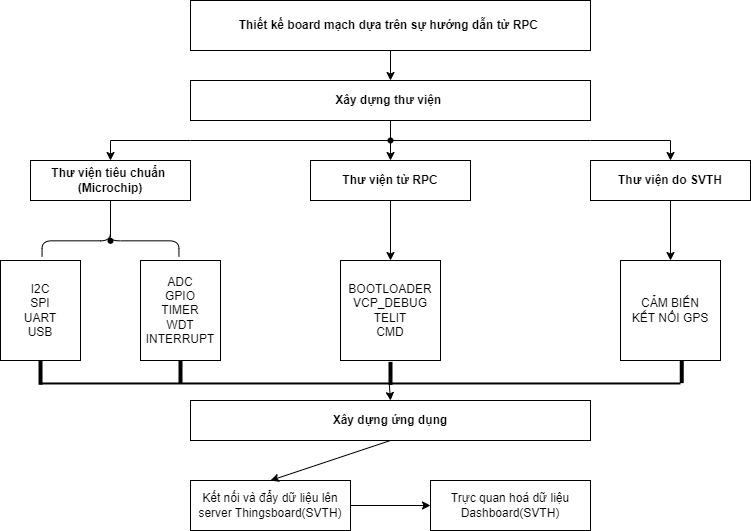 Thiết kế board mạch dựa trên sự hướng dẫn từ RPC
Xây dựng thư viện
Thư viện tiêu chuẩn
(Microchip)
Thư viện từ RPC
Thư viện do SVTH
I2C
SPI
UART
USB
ADC
GPIO
TIMER
WDT
INTERRUPT
BOOTLOADER
VCP_DEBUG
TELIT
CMD
CẢM BIẾN
KẾT NỐI GPS
Xây dựng ứng dụng
Kết nối và đẩy dữ liệu lên
server Thingsboard(SVTH)
Trực quan hoá dữ liệu
Dashboard(SVTH)